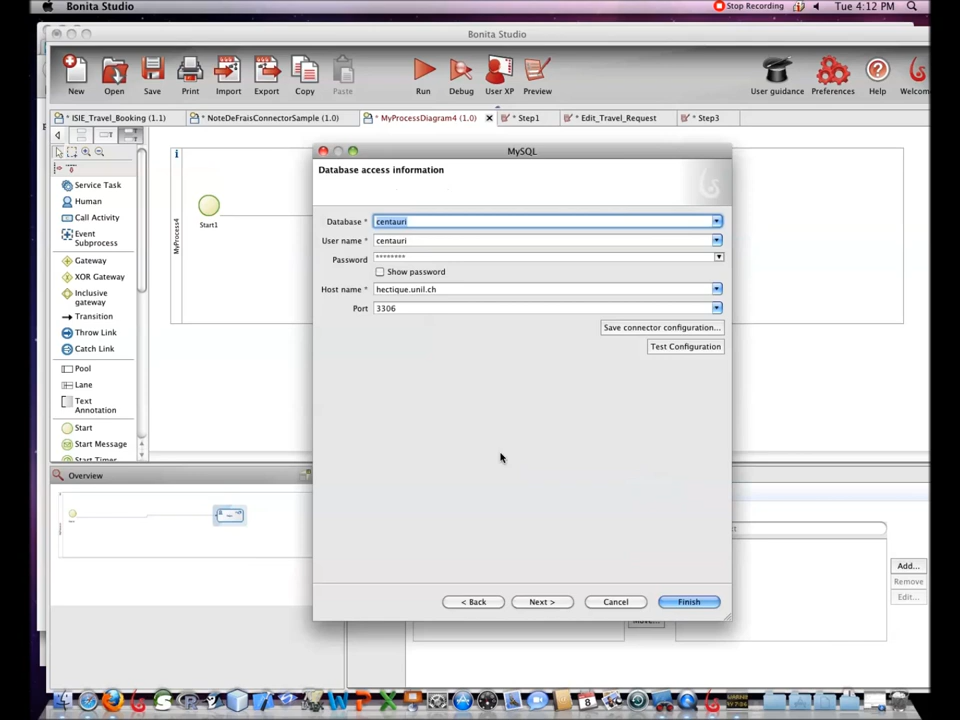 Bonita Studio
Stop Recording
Tue 4:12 PM
Bonita Studio
New
Open
Save
Print
Import
Export
Copy
Paste
Run
Debug
User XP
Preview
User guidance
Preferences
Help
Welcom
* ISIE_Travel_Booking (1.1)
* NoteDeFraisConnectorSample (1.0)
* MyProcessDiagram4 (1.0)
* Step1
* Edit_Travel_Request
* Step3
Service Task
Human
Call Activity
Event
Subprocess
Gateway
XOR Gateway
Inclusive
gateway
Transition
Throw Link
Catch Link
Pool
Lane
Text
Annotation
Start
Start Message
Start Timer
MyProcess4
Start1
MySQL
Database access information
Database * centauri
User name * centauri
Password ********
Show password
Host name * hectique.unil.ch
Port 3306
Save connector configuration...
Test Configuration
< Back
Next >
Cancel
Finish
Overview
Add...
Remove
Edit...
Move...